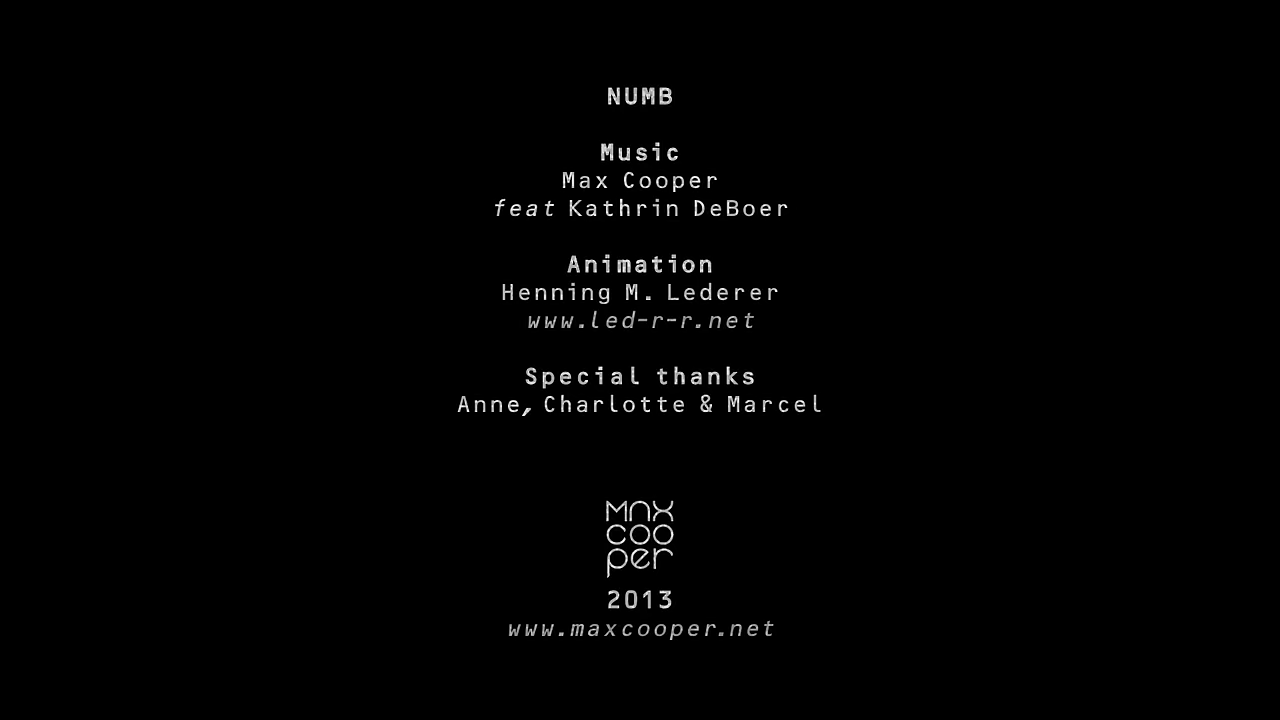 NUMB
Music
Max Cooper
feat Kathrin DeBoer
Animation
Henning M. Lederer
www.led-r-r.net
Special thanks
Anne, Charlotte & Marcel
Max
coo
per
2013
www.maxcooper.net